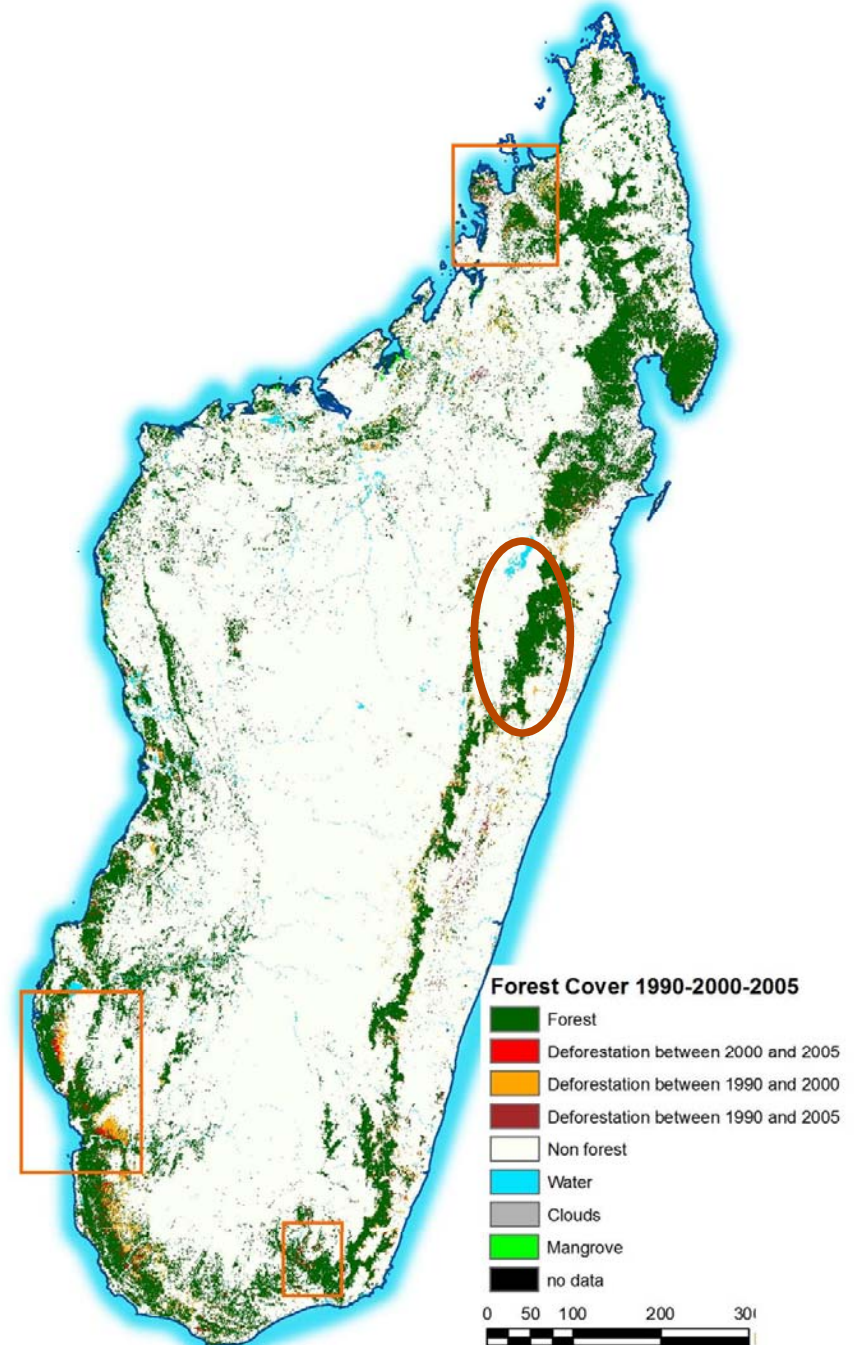 Forest Cover 1990-2000-2005
Forest
Deforestation between 2000 and 2005
Deforestation between 1990 and 2000
Deforestation between 1990 and 2005
Non forest
Water
Clouds
Mangrove
no data
0 50 100 200